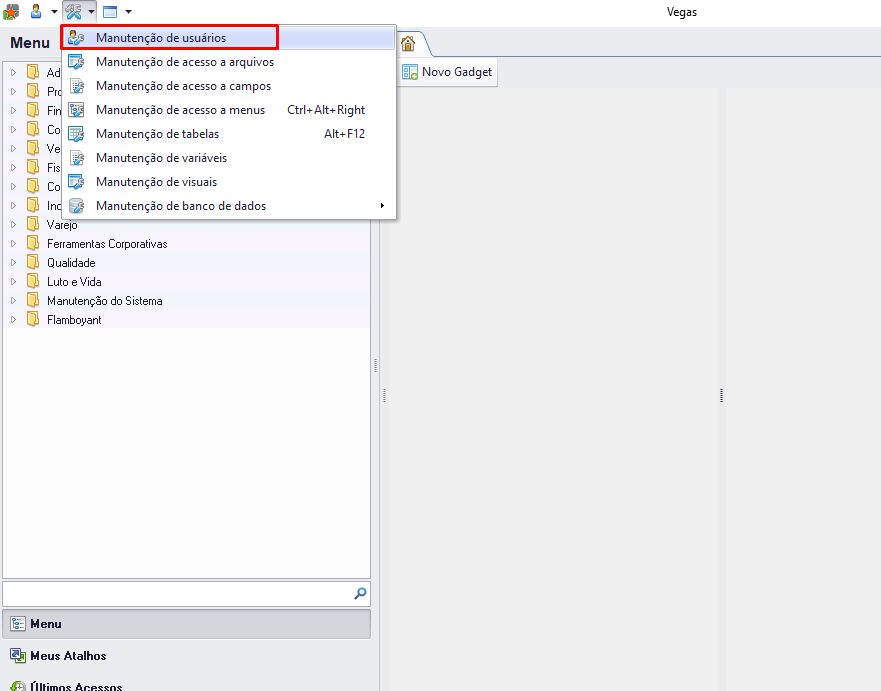 Vegas
Menu
Manutenção de usuários
Manutenção de acesso a arquivos
Manutenção de acesso a campos
Manutenção de acesso a menus Ctrl+Alt+Right
Manutenção de tabelas Alt+F12
Manutenção de variáveis
Manutenção de visuais
Manutenção de banco de dados
Novo Gadget
Ad
Pro
Fin
Co
Ve
Fis
Co
Varejo
Ferramentas Corporativas
Qualidade
Luto e Vida
Manutenção do Sistema
Flamboyant
Menu
Meus Atalhos
Últimos Acessos